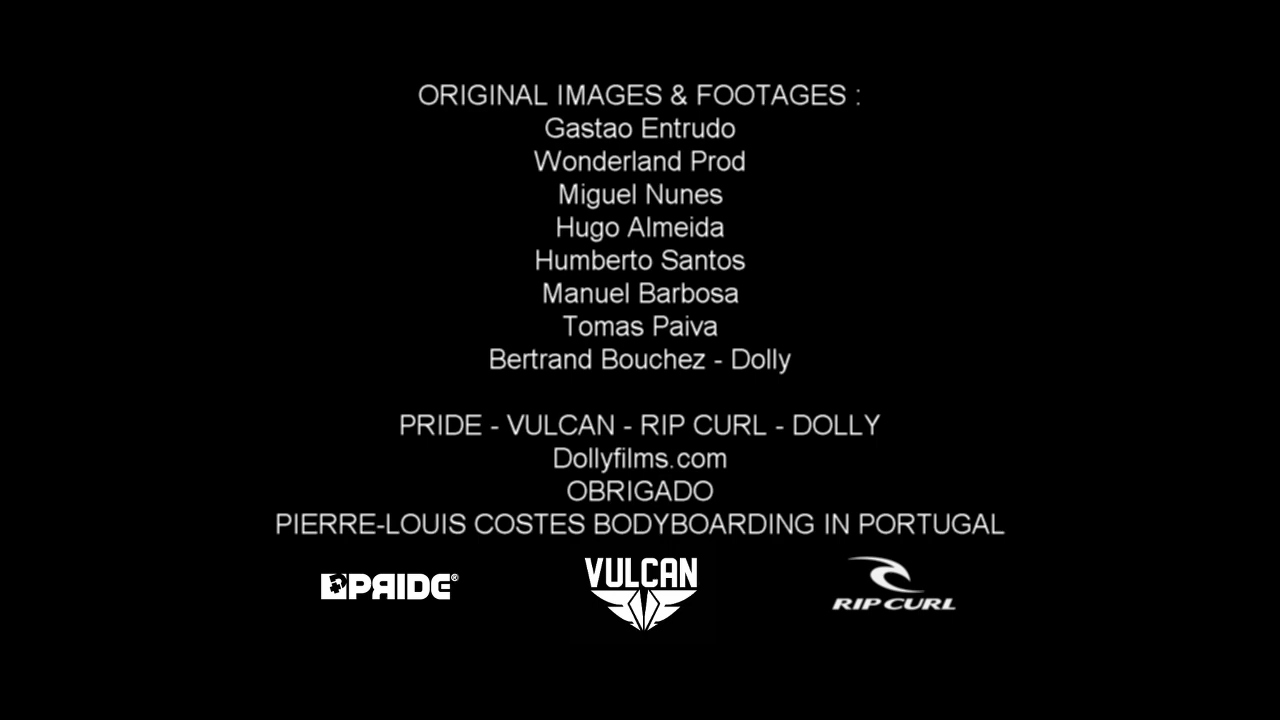 ORIGINAL IMAGES & FOOTAGES :
Gastao Entrudo
Wonderland Prod
Miguel Nunes
Hugo Almeida
Humberto Santos
Manuel Barbosa
Tomas Paiva
Bertrand Bouchez - Dolly
PRIDE - VULCAN - RIP CURL - DOLLY
Dollyfilms.com
OBRIGADO
PIERRE-LOUIS COSTES BODYBOARDING IN PORTUGAL
PRIDE® VULCAN RIP CURL